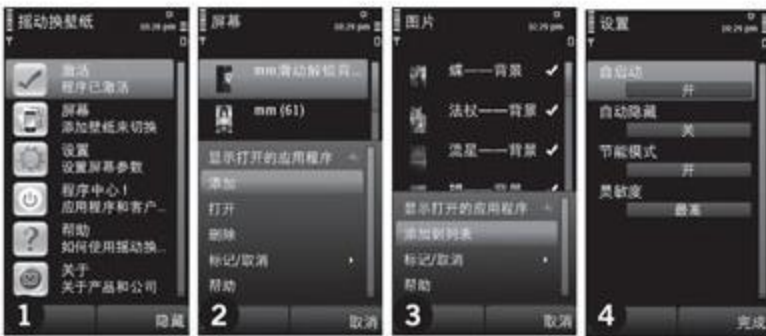 摇动换壁纸
10:29 pm
激活
程序已激活
屏幕
添加壁纸来切换
设置
设置屏幕参数
程序中心！
应用程序和客户...
帮助
如何使用摇动换...
关于
关于产品和公司
1
隐藏
屏幕
10:29 pm
mm滑动解锁背...
mm (61)
显示打开的应用程序
添加
打开
删除
标记/取消
帮助
2
取消
图片
10:29 pm
蝶——背景
法杖——背景
流星——背景
显示打开的应用程序
添加到列表
标记/取消
帮助
3
取消
设置
10:29 pm
自启动
开
自动隐藏
关
节能模式
开
灵敏度
最高
4
完成